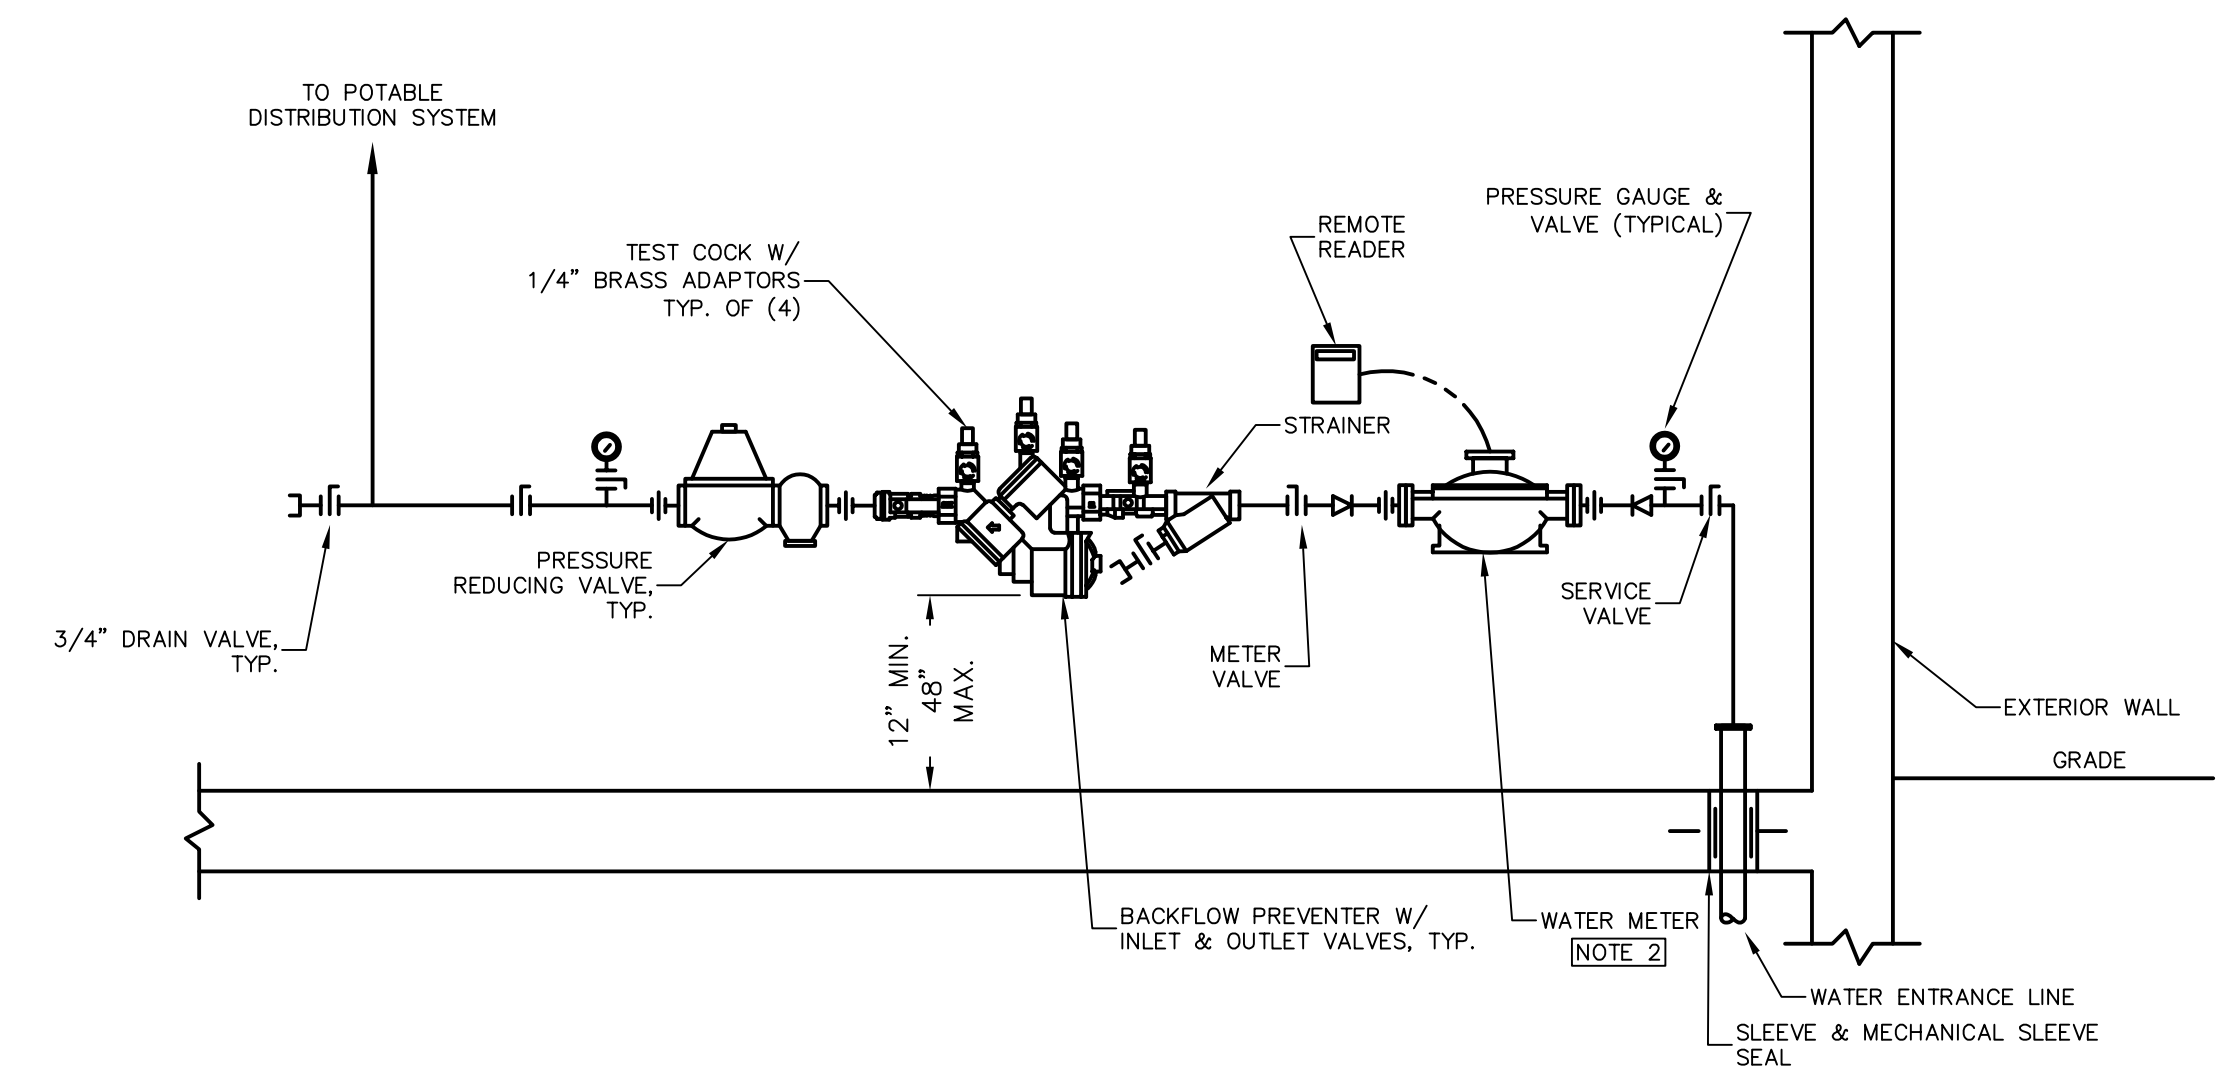 TO POTABLE
DISTRIBUTION SYSTEM
PRESSURE GAUGE &
VALVE (TYPICAL)
REMOTE
READER
TEST COCK W/
1/4" BRASS ADAPTORS
TYP. OF (4)
STRAINER
PRESSURE
REDUCING VALVE,
TYP.
SERVICE
VALVE
3/4" DRAIN VALVE,
TYP.
12" MIN.
48"
MAX.
METER
VALVE
EXTERIOR WALL
GRADE
BACKFLOW PREVENTER W/
INLET & OUTLET VALVES, TYP.
WATER METER
NOTE 2
WATER ENTRANCE LINE
SLEEVE & MECHANICAL SLEEVE
SEAL